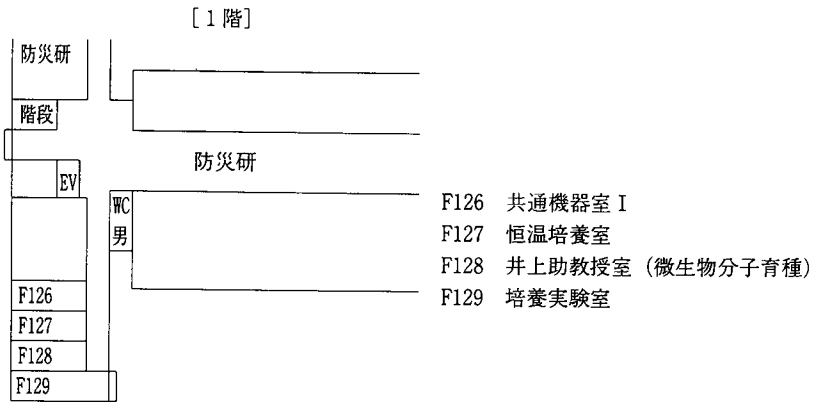 [1階]
防災研
階段
防災研
EV
WC
男
F126
F127
F128
F129
F126 共通機器室Ⅰ
F127 恒温培養室
F128 井上助教授室（微生物分子育種）
F129 培養実験室